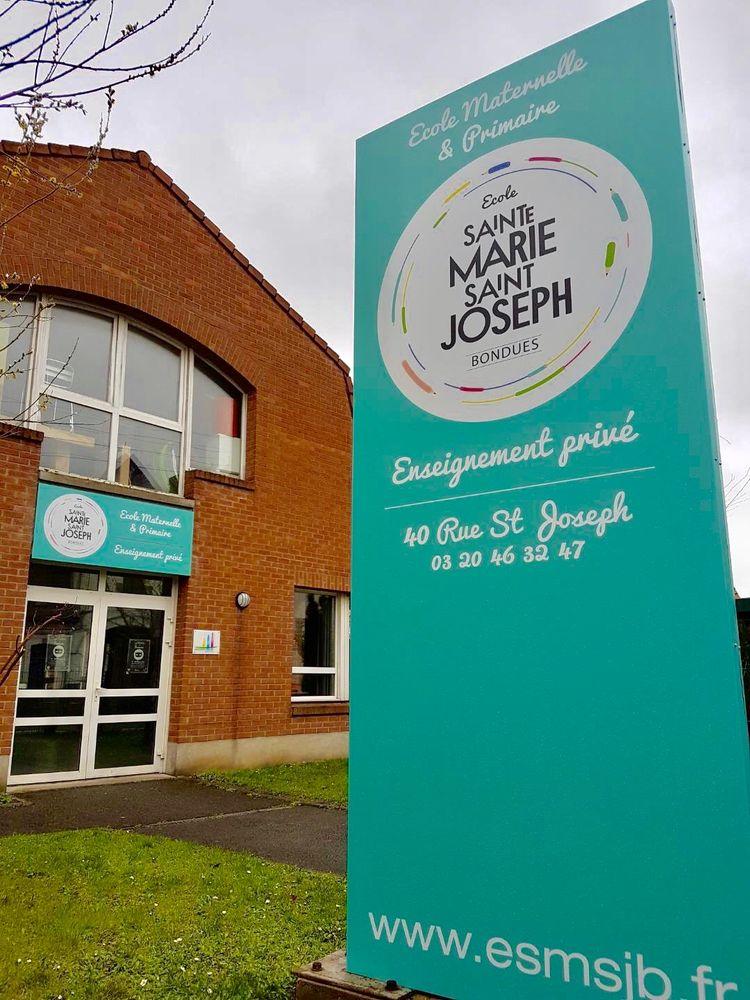 Ecole Maternelle
& Primaire
Ecole
SAINTE
MARIE
SAINT
JOSEPH
BONDUES
Enseignement privé
40 Rue St Joseph
03 20 46 32 47
www.esmsjb.fr
Ecole
SAINTE
MARIE
SAINT
JOSEPH
BONDUES
Ecole Maternelle
& Primaire
Enseignement privé